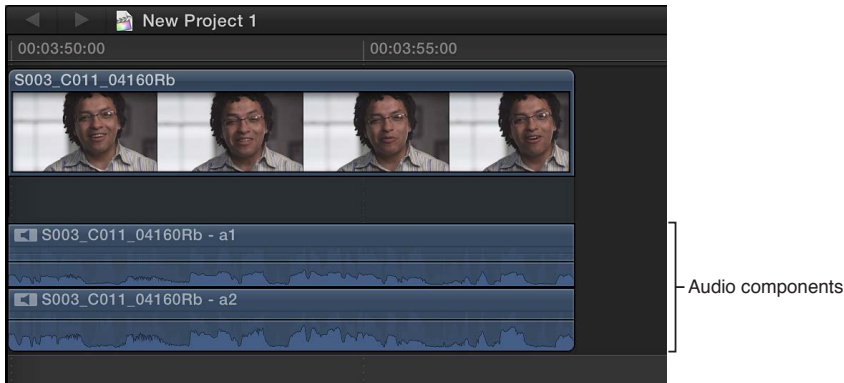 New Project 1
00:03:50:00
00:03:55:00
S003_C011_04160Rb
S003_C011_04160Rb - a1
S003_C011_04160Rb - a2
Audio components